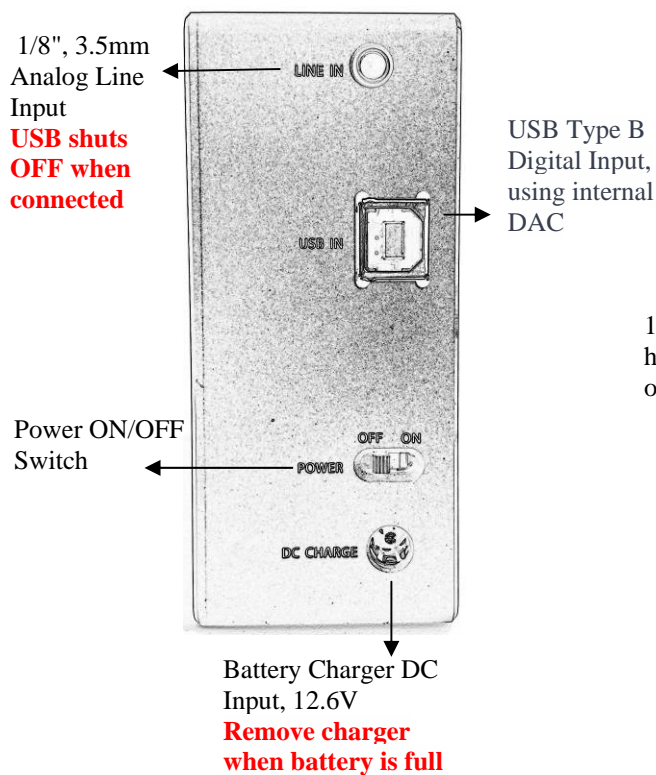 1/8", 3.5mm
Analog Line
Input
USB shuts
OFF when
connected
LINE IN
USB Type B
Digital Input,
using internal
DAC
USB IN
1
h
o
Power ON/OFF
Switch
OFF ON
POWER
DC CHARGE
Battery Charger DC
Input, 12.6V
Remove charger
when battery is full